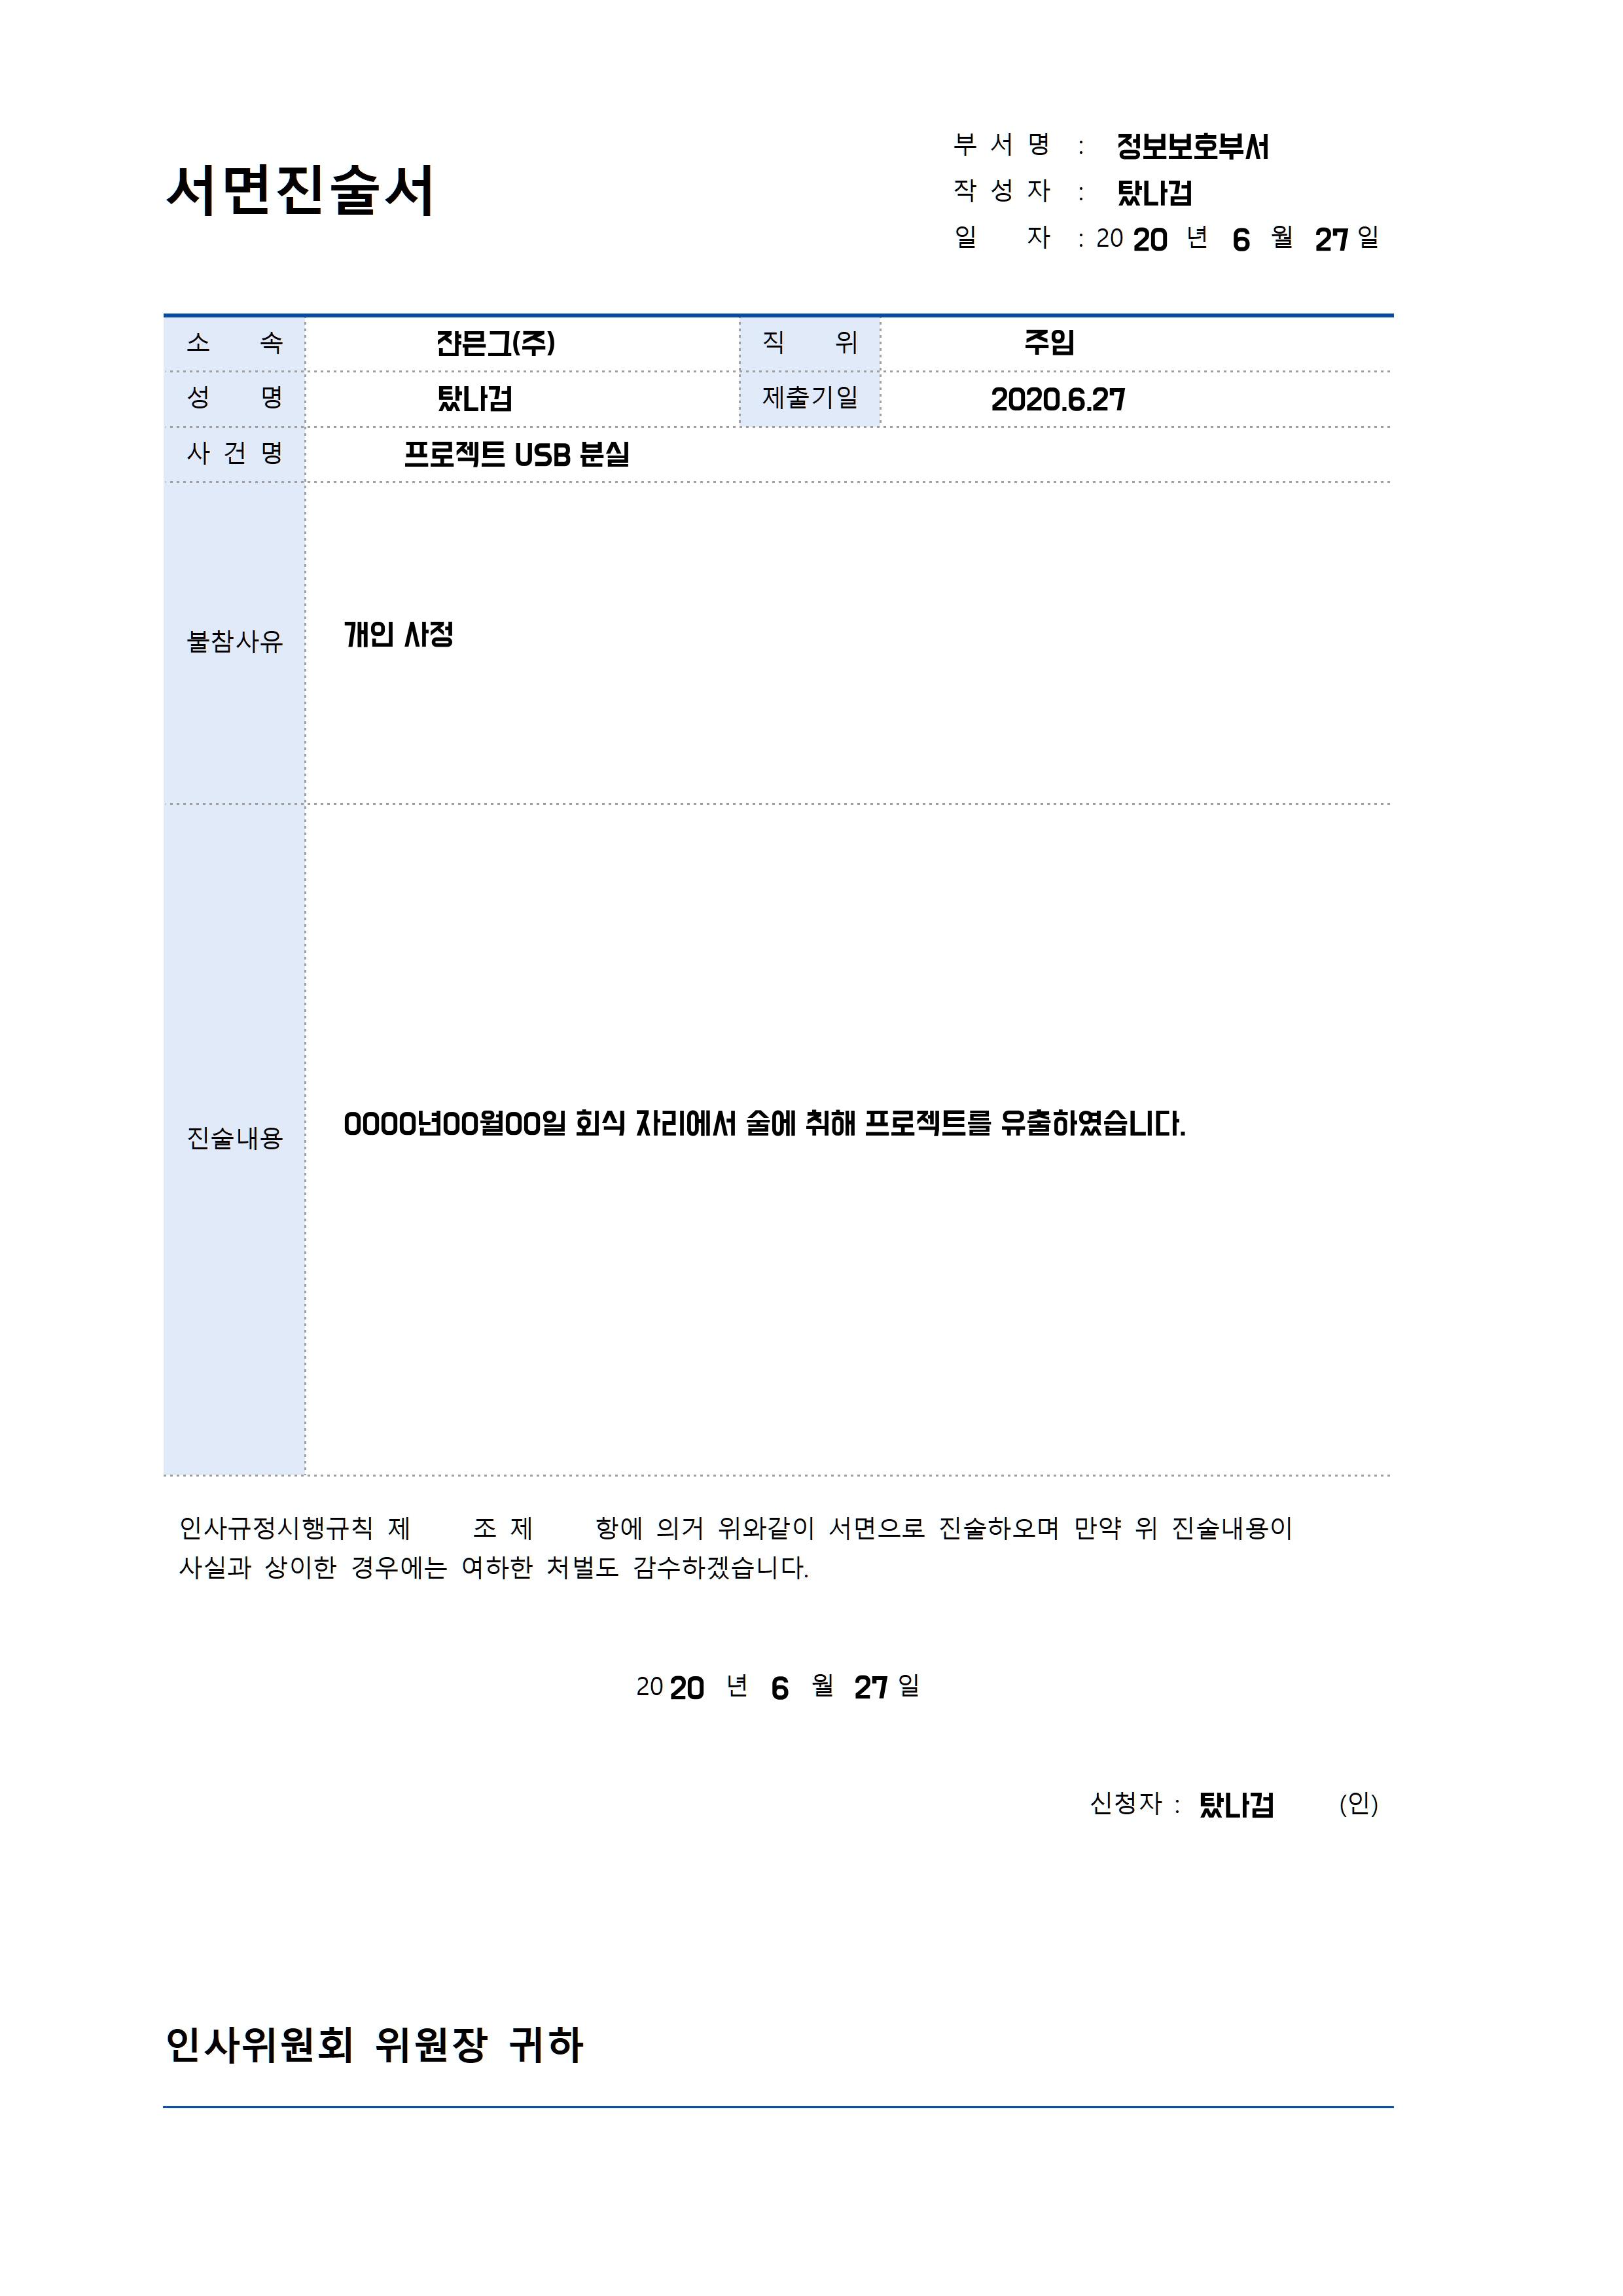 서면진술서
부 서 명 : 정보보호부서
작 성 자 : 탔나검
일 자 : 20 20 년 6 월 27 일
소 속 쟌믄그(주) 직 위 주임
성 명 탔나검 제출기일 2020.6.27
사 건 명 프로젝트 USB 분실
불참사유 개인 사정
진술내용 0000년00월00일 회식 자리에서 술에 취해 프로젝트를 유출하였습니다.
인사규정시행규칙 제 조 제 항에 의거 위와같이 서면으로 진술하오며 만약 위 진술내용이
사실과 상이한 경우에는 여하한 처벌도 감수하겠습니다.
20 20 년 6 월 27 일
신청자 : 탔나검 (인)
인사위원회 위원장 귀하